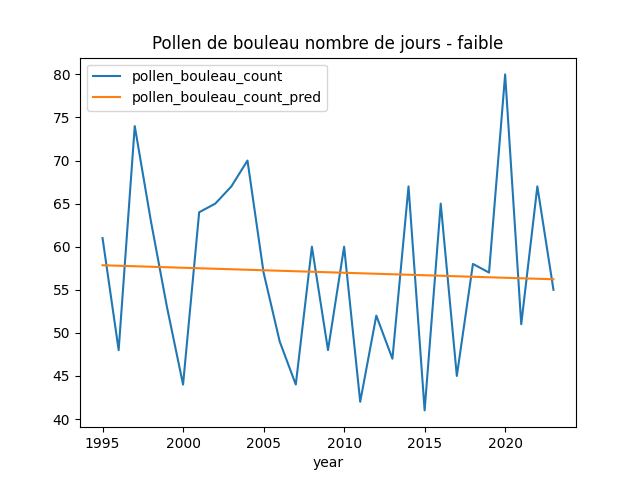 Pollen de bouleau nombre de jours - faible
pollen_bouleau_count
pollen_bouleau_count_pred
80
75
70
65
60
55
50
45
40
1995 2000 2005 2010 2015 2020
year